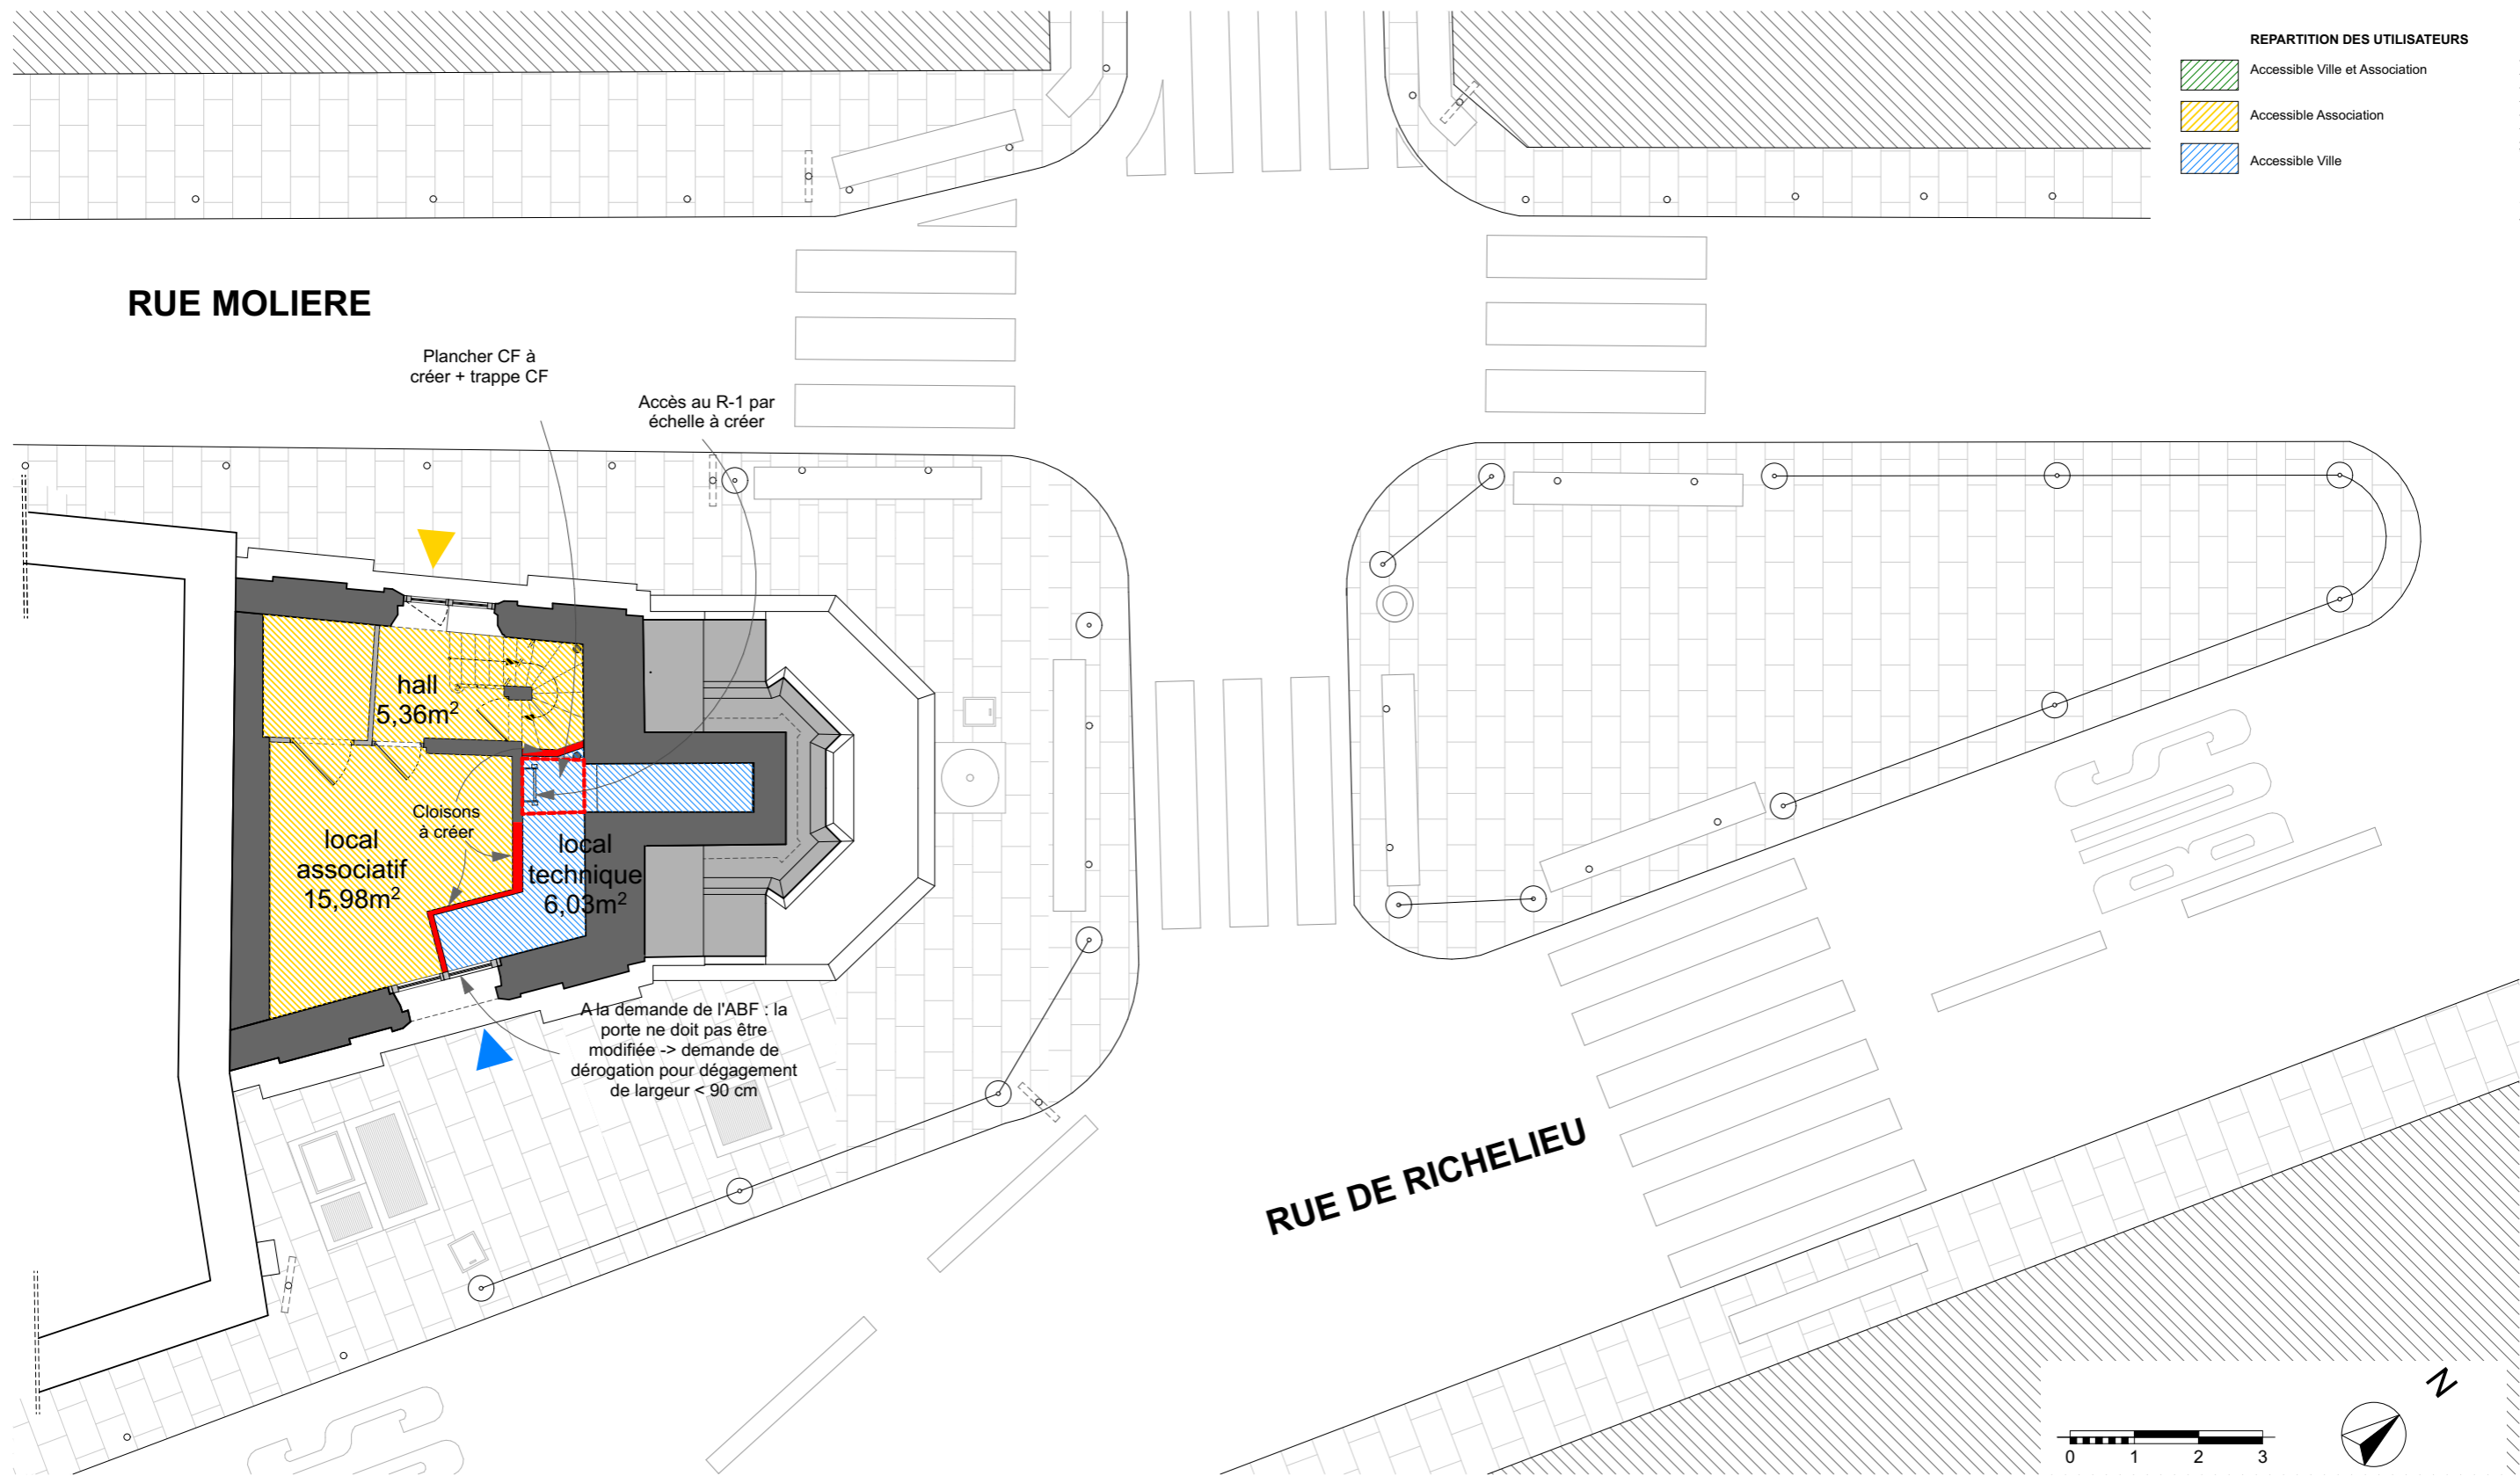 REPARTITION DES UTILISATEURS
Accessible Ville et Association
Accessible Association
Accessible Ville
RUE MOLIERE
Plancher CF à
créer + trappe CF
Accès au R-1 par
échelle à créer
hall
5,36m²
Cloisons
à créer
local
associatif
15,98m²
local
technique
6,03m²
A la demande de l'ABF : la
porte ne doit pas être
modifiée -> demande de
dérogation pour dégagement
de largeur < 90 cm
RUE DE RICHELIEU
BUS
N
0 1 2 3